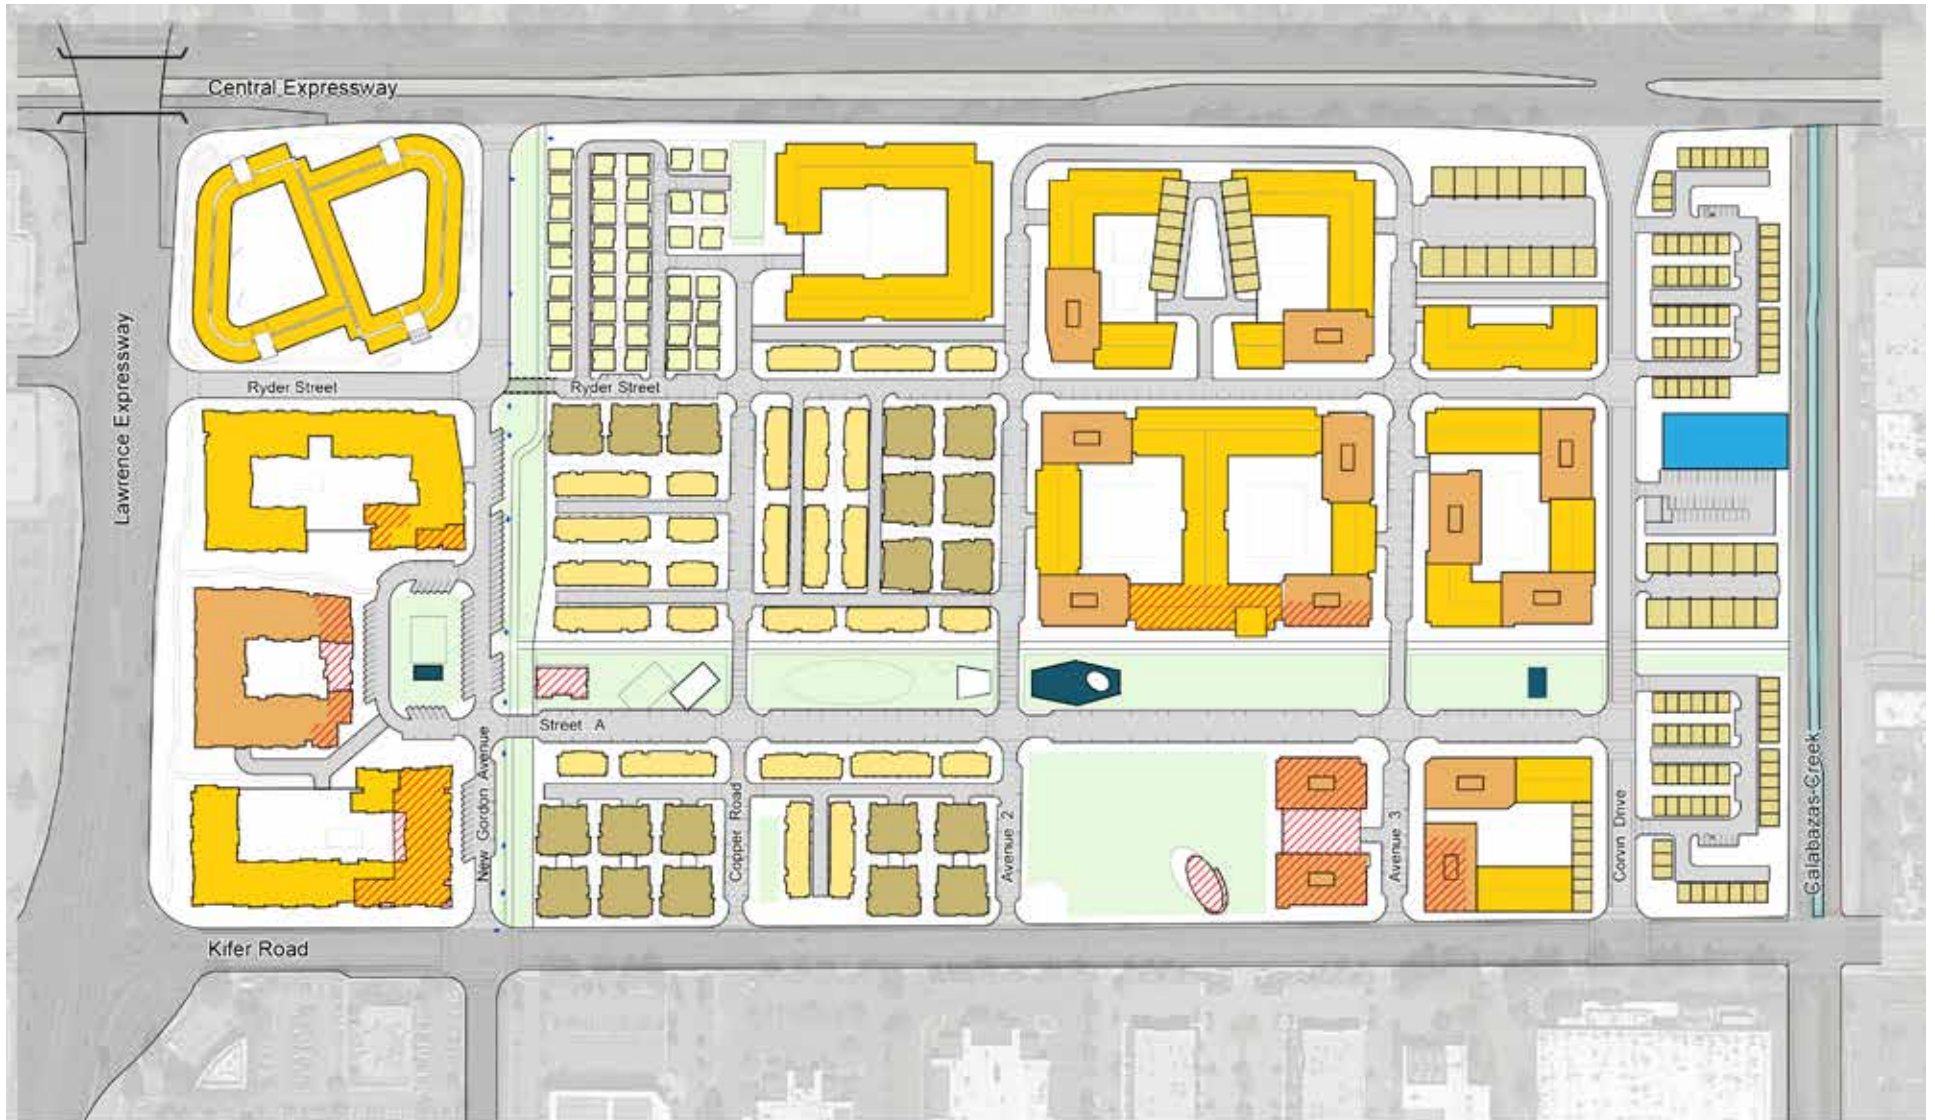 Central Expressway
Lawrence Expressway
Ryder Street
Ryder Street
Street A
New Gordon Avenue
Copper Road
Avenue 2
Avenue 3
Corvin Drive
Calabazas Creek
Kifer Road